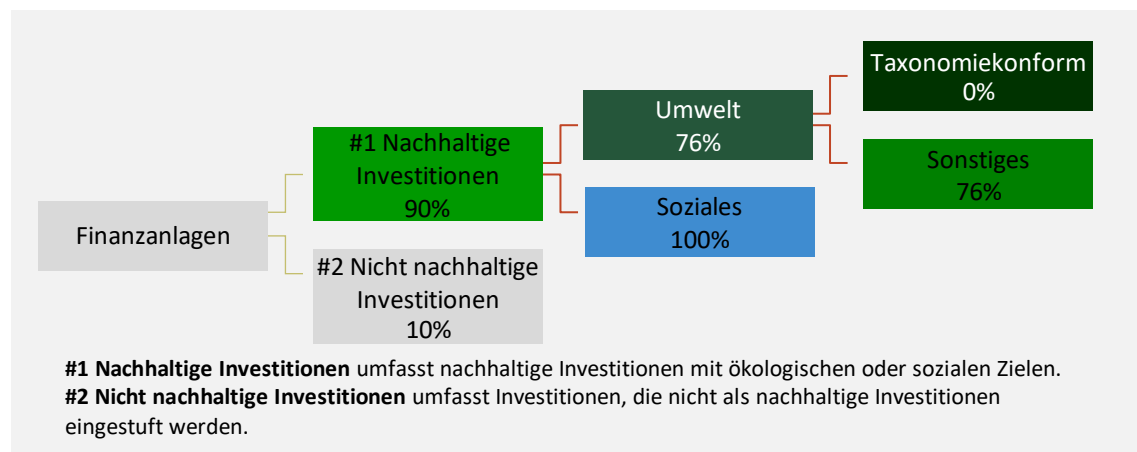 Finanzanlagen
#1 Nachhaltige
Investitionen
90%
#2 Nicht nachhaltige
Investitionen
10%
Umwelt
76%
Soziales
100%
Taxonomiekonform
0%
Sonstiges
76%
#1 Nachhaltige Investitionen umfasst nachhaltige Investitionen mit ökologischen oder sozialen Zielen.
#2 Nicht nachhaltige Investitionen umfasst Investitionen, die nicht als nachhaltige Investitionen
eingestuft werden.